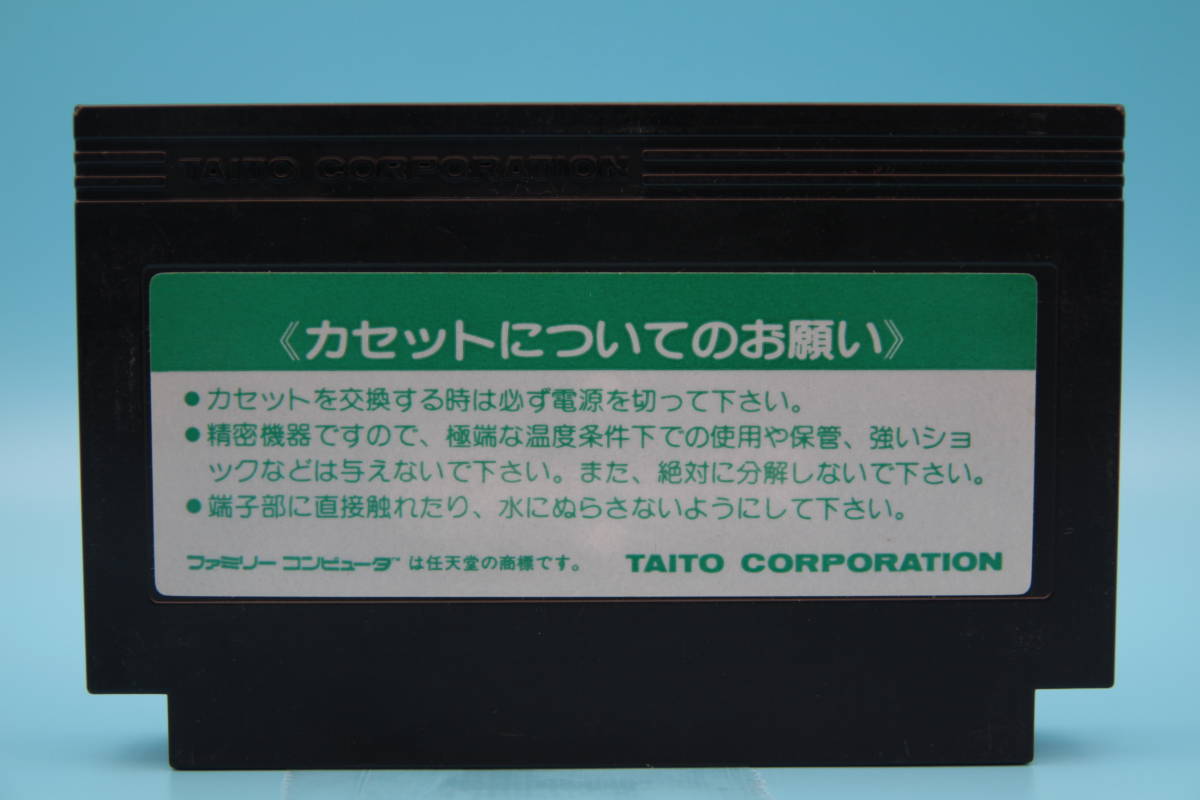 TAITO CORPORATION
《カセットについてのお願い》
●カセットを交換する時は必ず電源を切って下さい。
●精密機器ですので、極端な温度条件下での使用や保管、強いショ
ックなどは与えないで下さい。また、絶対に分解しないで下さい。
●端子部に直接触れたり、水にぬらさないようにして下さい。
ファミリーコンピュータ™は任天堂の商標です。 TAITO CORPORATION